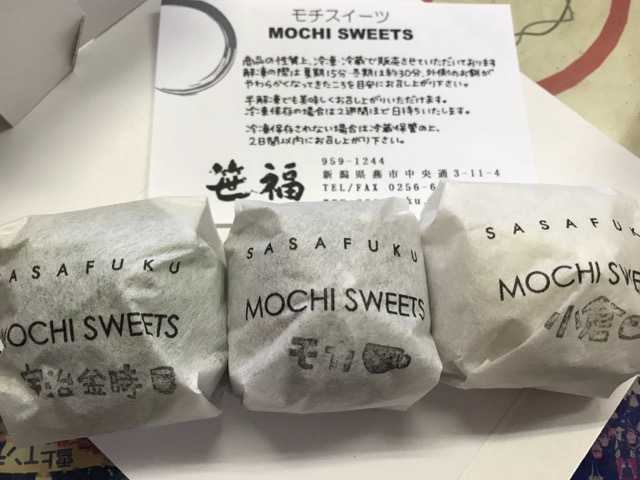 モチスイーツ
MOCHI SWEETS
商品の性質上、冷凍・冷蔵で販売させていただいております
解凍の際は夏期15分・冬期は約30分、外側のお餅が
やわらかくなってきたころを目安にお召し上がり下さい。
半解凍でも美味しくお召し上がりいただけます。
冷凍保存の場合は2週間ほど日持ちいたします。
冷凍保存されない場合は冷蔵保管の上、
2日間以内にお召し上がり下さい。
笹福
959-1244
新潟県燕市中央通3-11-4
TEL/FAX 0256-6
SASAFUKU
MOCHI SWEETS
宇治金時
SASAFUKU
MOCHI SWEETS
モカ
SASAFUKU
MOCHI SWE
小倉